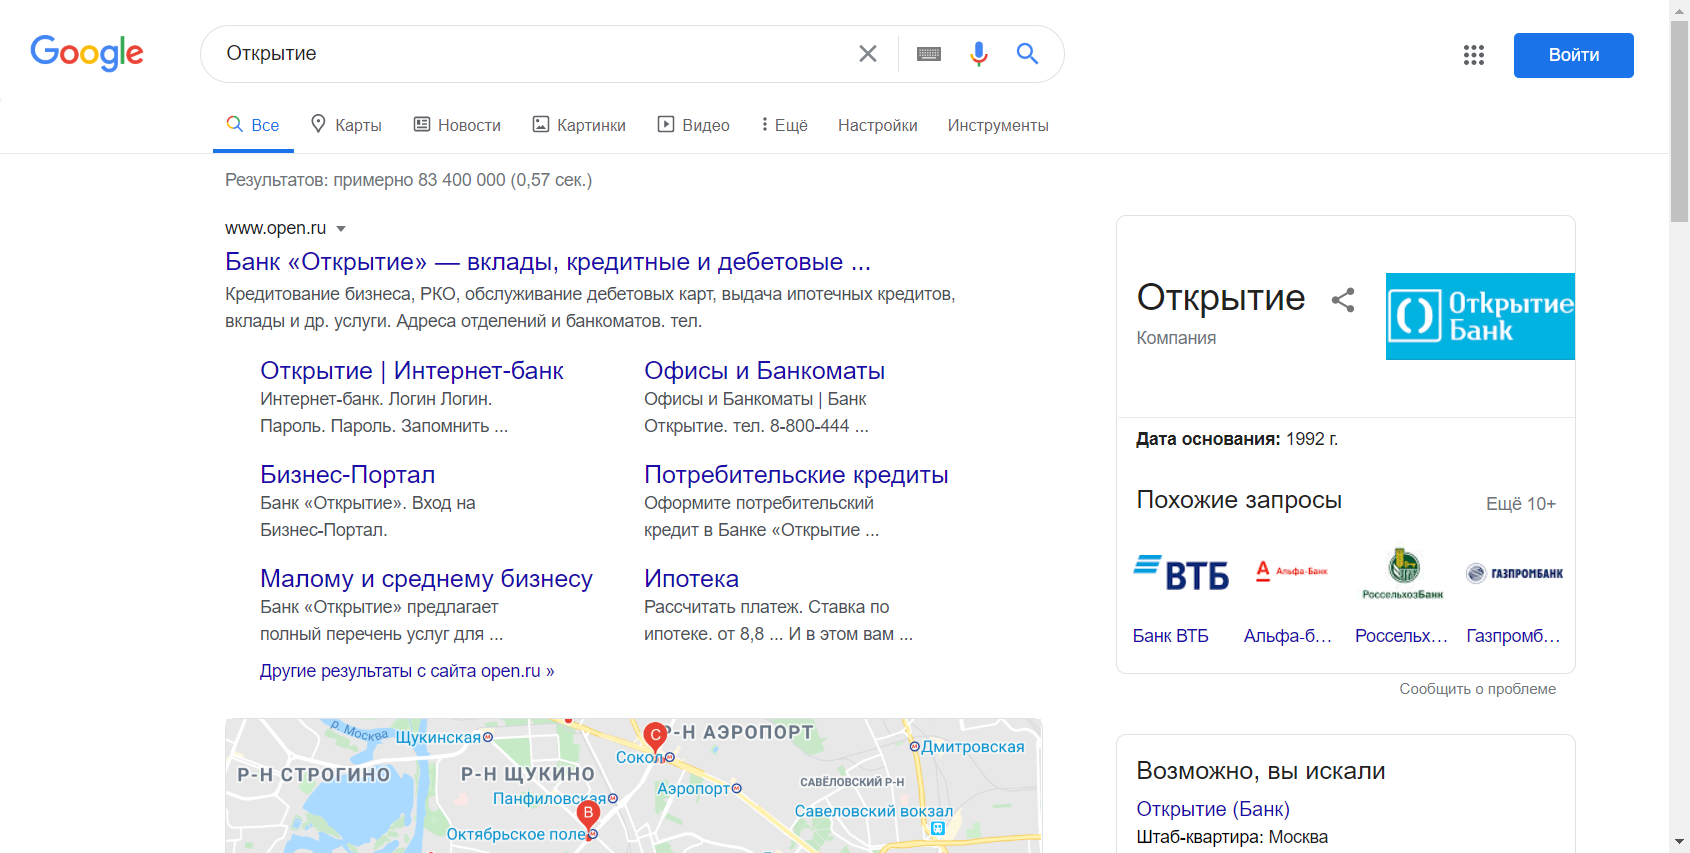 Google
Открытие
Войти
Все
Карты
Новости
Картинки
Видео
Ещё
Настройки
Инструменты
Результатов: примерно 83 400 000 (0,57 сек.)
www.open.ru
Банк «Открытие» — вклады, кредитные и дебетовые ...
Кредитование бизнеса, РКО, обслуживание дебетовых карт, выдача ипотечных кредитов,
вклады и др. услуги. Адреса отделений и банкоматов. тел.
Открытие | Интернет-банк
Интернет-банк. Логин Логин.
Пароль. Пароль. Запомнить ...
Офисы и Банкоматы
Офисы и Банкоматы | Банк
Открытие. тел. 8-800-444 ...
Бизнес-Портал
Банк «Открытие». Вход на
Бизнес-Портал.
Потребительские кредиты
Оформите потребительский
кредит в Банке «Открытие ...
Малому и среднему бизнесу
Банк «Открытие» предлагает
полный перечень услуг для ...
Ипотека
Рассчитать платеж. Ставка по
ипотеке. от 8,8 ... И в этом вам ...
Другие результаты с сайта open.ru »
р. Москва
Щукинская
C
Р-Н АЭРОПОРТ
Сокол
Дмитровская
Р-Н СТРОГИНО
Р-Н ЩУКИНО
САВЁЛОВСКИЙ Р-Н
Аэропорт
Панфиловская
B
Савеловский вокзал
Октябрьское поле
Открытие
Компания
Открытие
Банк
Дата основания: 1992 г.
Похожие запросы
Ещё 10+
ВТБ
Альфа-Банк
РоссельхозБанк
ГАЗПРОМБАНК
Банк ВТБ
Альфа-б...
Россельх...
Газпромб...
Сообщить о проблеме
Возможно, вы искали
Открытие (Банк)
Штаб-квартира: Москва